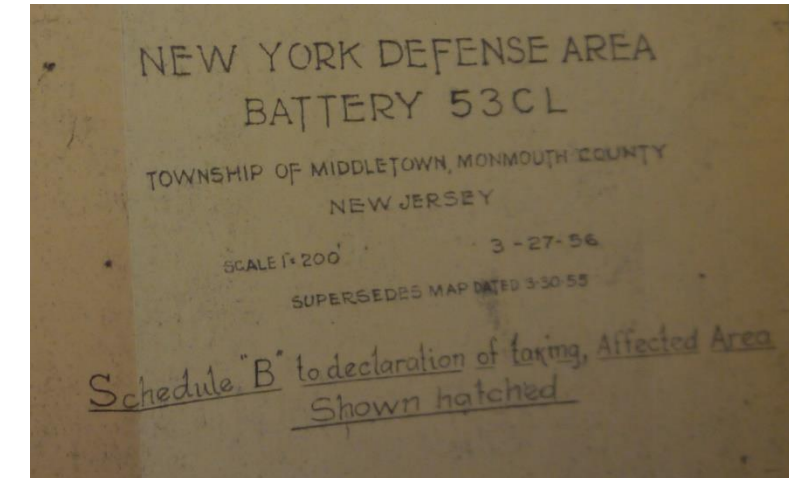 NEW YORK DEFENSE AREA
BATTERY 53CL
TOWNSHIP OF MIDDLETOWN, MONMOUTH COUNTY
NEW JERSEY
SCALE 1"=200'
3-27-56
SUPERSEDES MAP DATED 3-30-55
Schedule "B" to declaration of taking, Affected Area
Shown hatched.